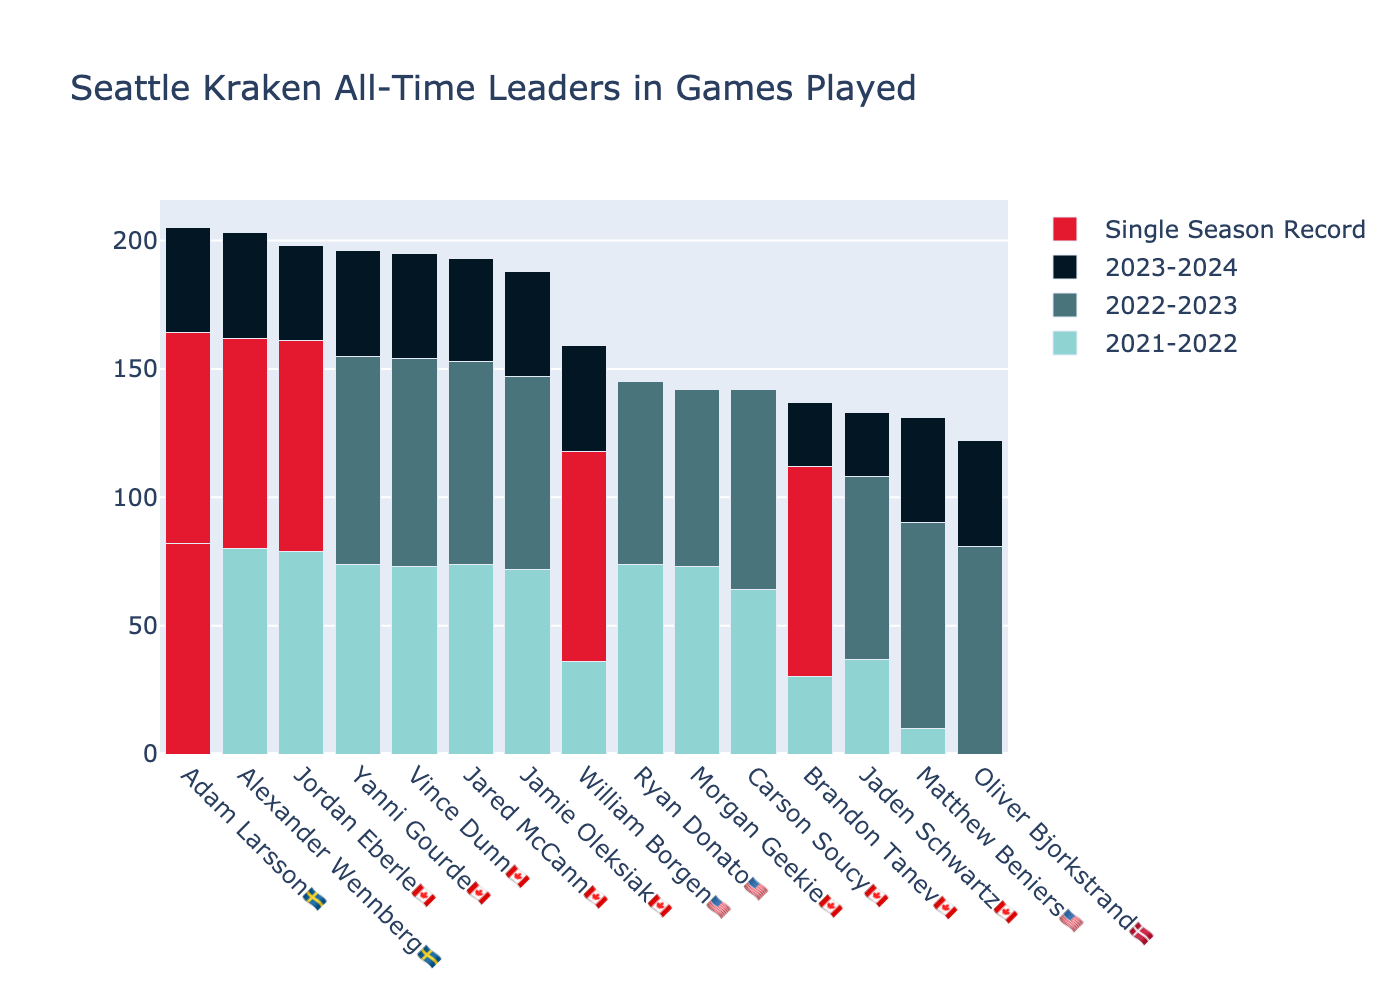 Seattle Kraken All-Time Leaders in Games Played
Single Season Record
2023-2024
2022-2023
2021-2022
200
150
100
50
0
Adam Larsson🇸🇪
Alexander Wennberg🇸🇪
Jordan Eberle🇨🇦
Yanni Gourde🇨🇦
Vince Dunn🇨🇦
Jared McCann🇨🇦
Jamie Oleksiak🇨🇦
William Borgen🇺🇸
Ryan Donato🇺🇸
Morgan Geekie🇨🇦
Carson Soucy🇨🇦
Brandon Tanev🇨🇦
Jaden Schwartz🇨🇦
Matthew Beniers🇺🇸
Oliver Bjorkstrand🇩🇰